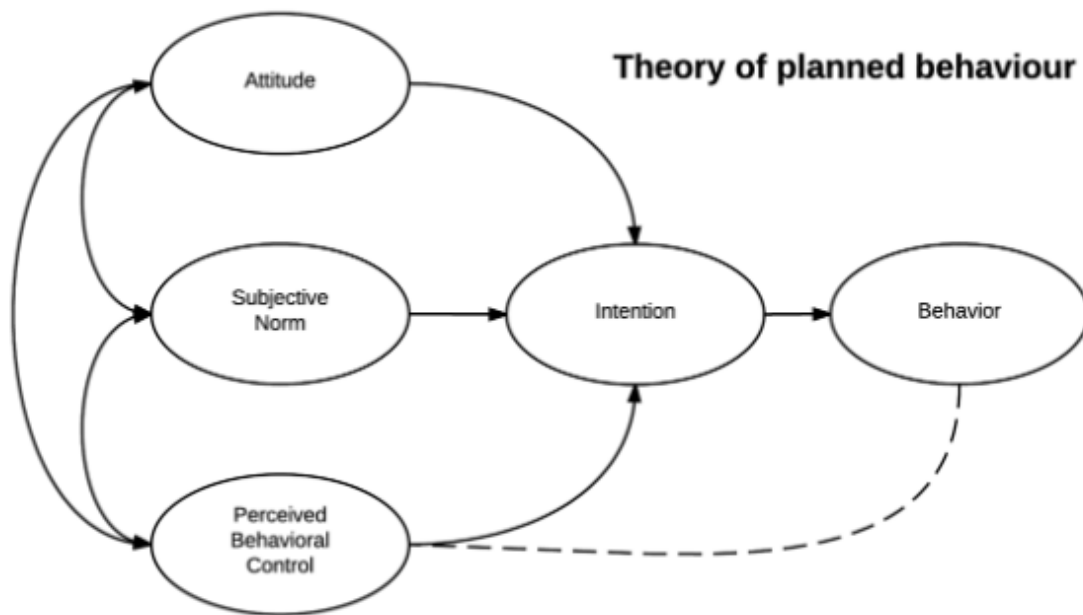 Attitude
Theory of planned behaviour
Subjective
Norm
Intention
Behavior
Perceived
Behavioral
Control